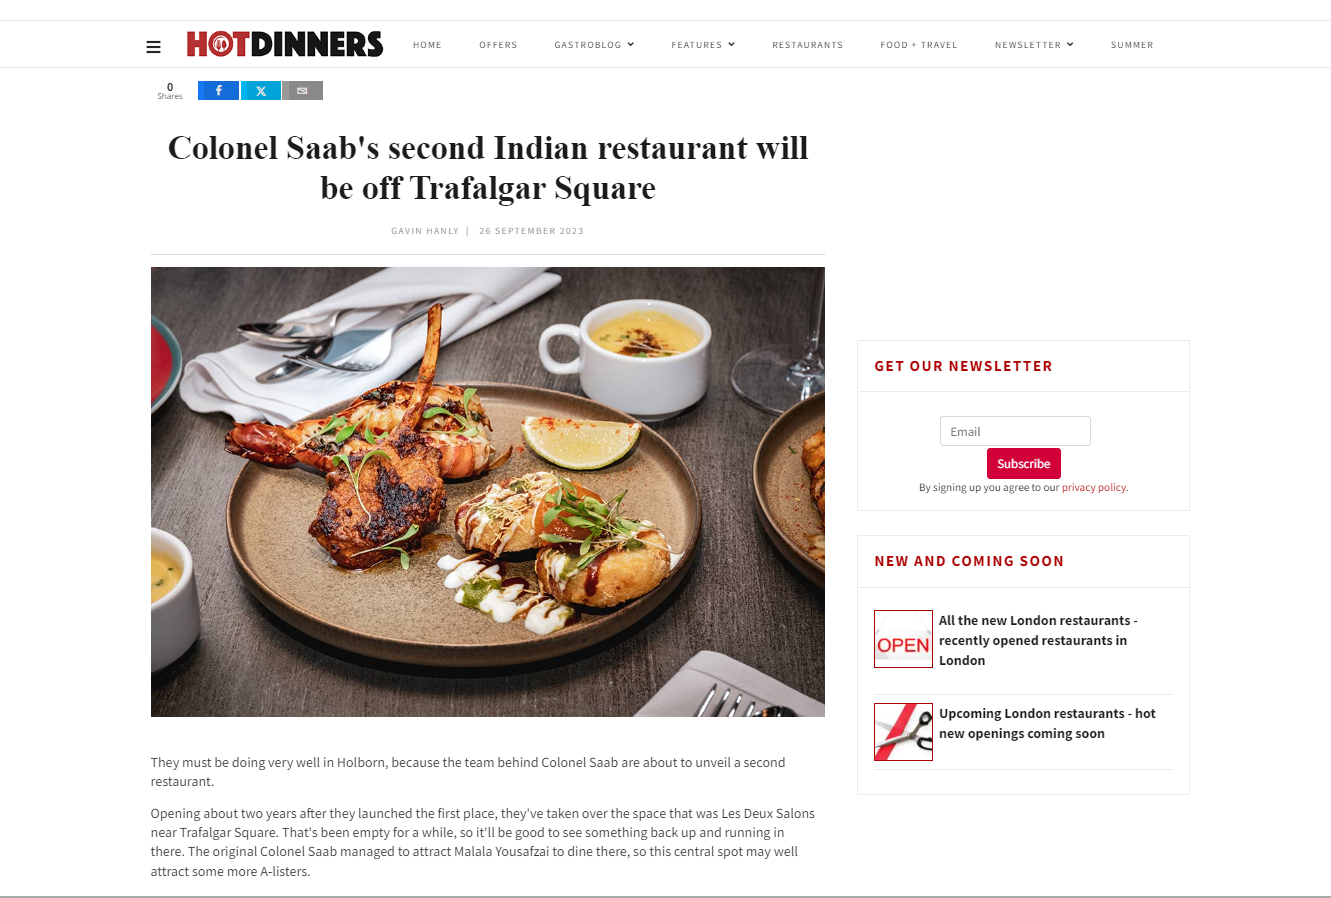 HOTDINNERS
HOME OFFERS GASTROBLOG FEATURES RESTAURANTS FOOD + TRAVEL NEWSLETTER SUMMER
0
Shares
Colonel Saab's second Indian restaurant will
be off Trafalgar Square
GAVIN HANLY | 26 SEPTEMBER 2023
They must be doing very well in Holborn, because the team behind Colonel Saab are about to unveil a second
restaurant.
Opening about two years after they launched the first place, they've taken over the space that was Les Deux Salons
near Trafalgar Square. That's been empty for a while, so it'll be good to see something back up and running in
there. The original Colonel Saab managed to attract Malala Yousafzai to dine there, so this central spot may well
attract some more A-listers.
GET OUR NEWSLETTER
Email
Subscribe
By signing up you agree to our privacy policy.
NEW AND COMING SOON
OPEN
All the new London restaurants -
recently opened restaurants in
London
Upcoming London restaurants - hot
new openings coming soon